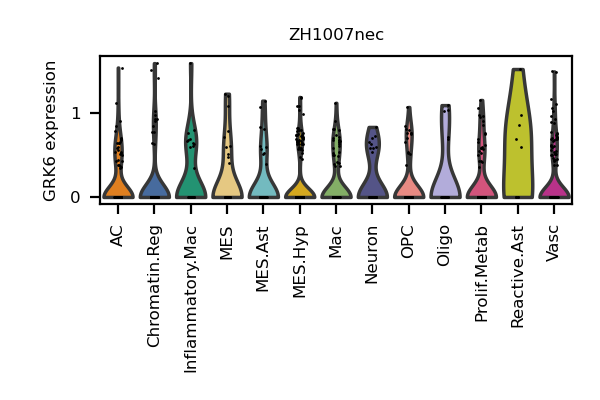 ZH1007nec
GRK6 expression
1
0
AC
Chromatin.Reg
Inflammatory.Mac
MES
MES.Ast
MES.Hyp
Mac
Neuron
OPC
Oligo
Prolif.Metab
Reactive.Ast
Vasc